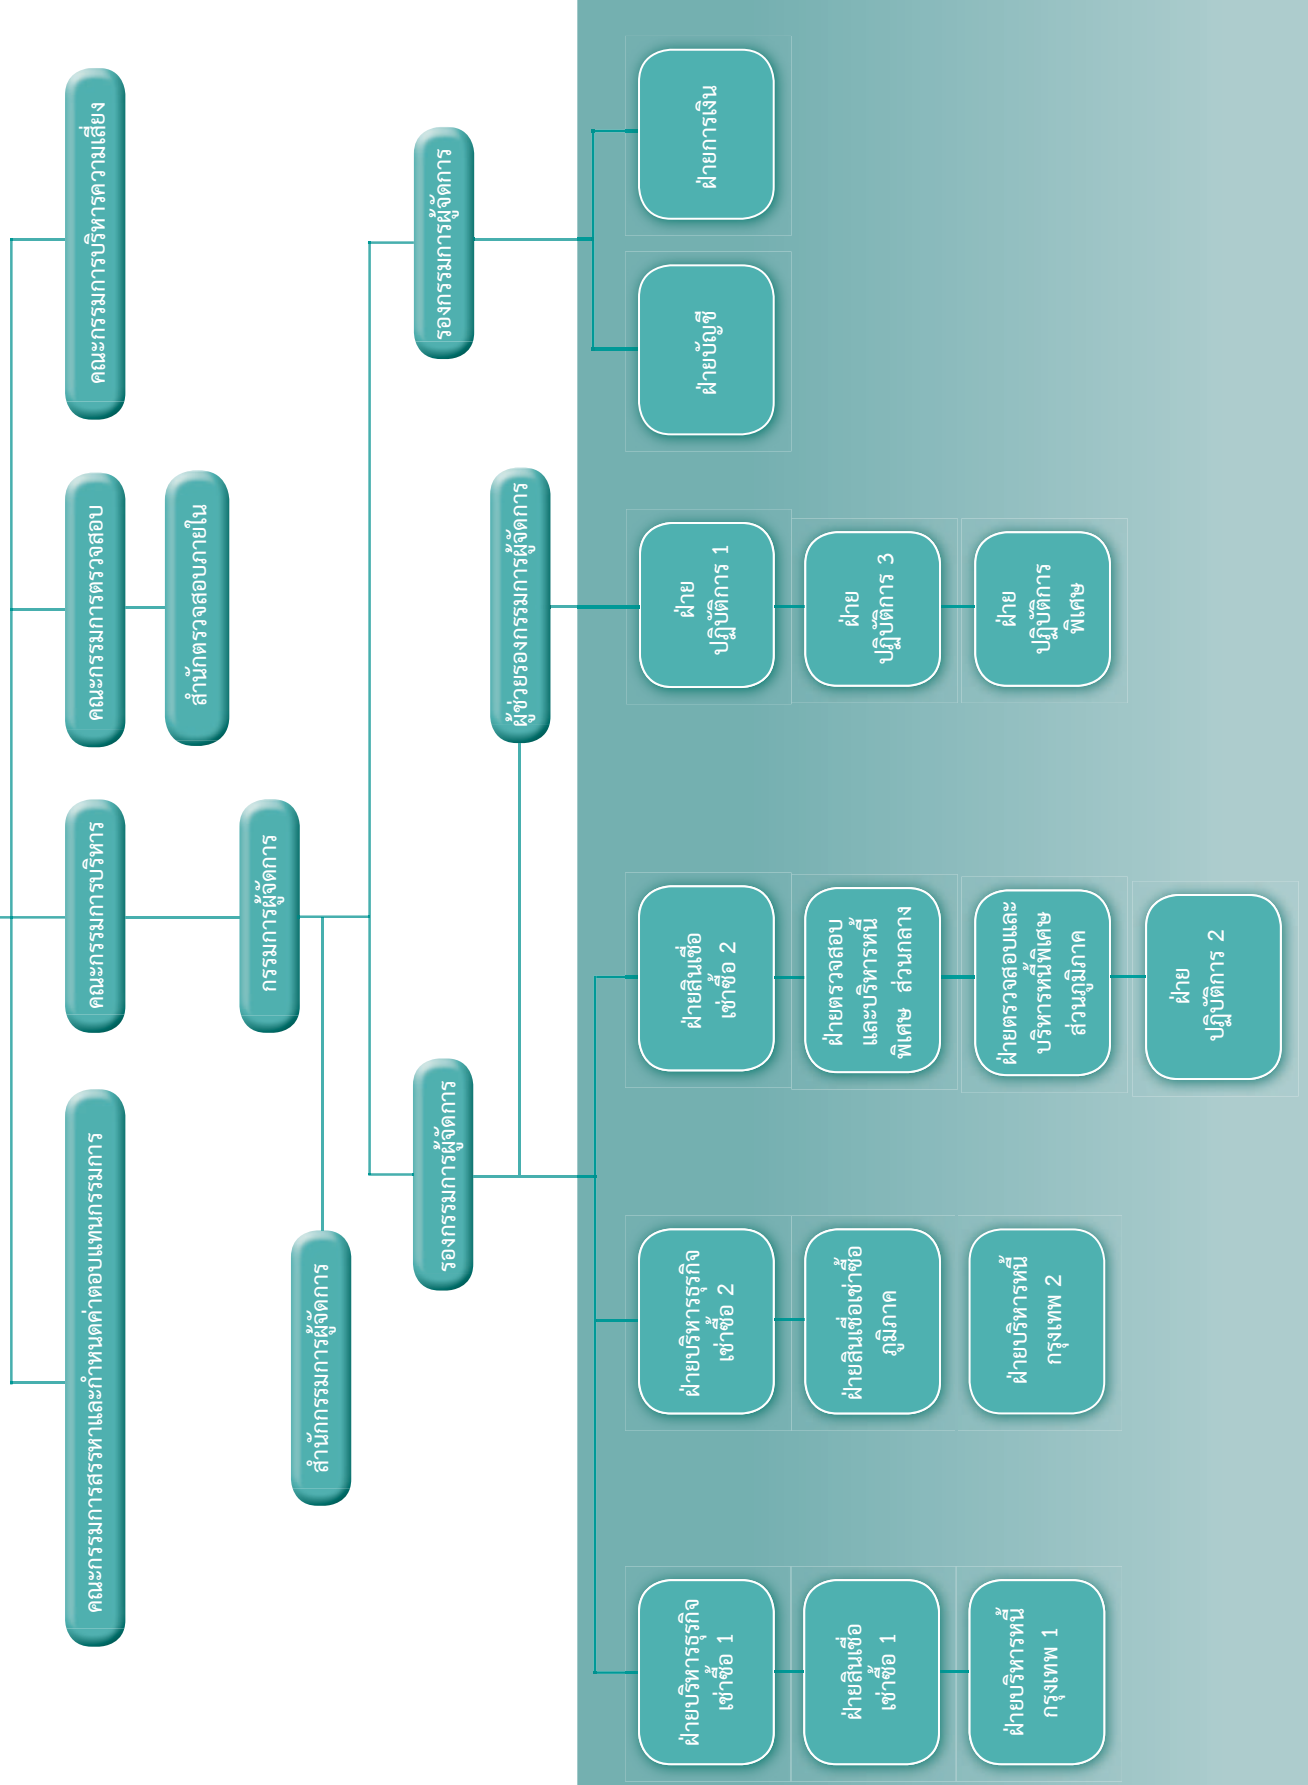 คณะกรรมการสรรหาและกำหนดค่าตอบแทนกรรมการ
คณะกรรมการบริหาร
คณะกรรมการตรวจสอบ
คณะกรรมการบริหารความเสี่ยง
สำนักตรวจสอบภายใน
กรรมการผู้จัดการ
สำนักกรรมการผู้จัดการ
รองกรรมการผู้จัดการ
รองกรรมการผู้จัดการ
ผู้ช่วยรองกรรมการผู้จัดการ
ฝ่ายบริหารธุรกิจ
เช่าซื้อ 1
ฝ่ายสินเชื่อ
เช่าซื้อ 1
ฝ่ายบริหารหนี้
กรุงเทพ 1
ฝ่ายบริหารธุรกิจ
เช่าซื้อ 2
ฝ่ายสินเชื่อเช่าซื้อ
ภูมิภาค
ฝ่ายบริหารหนี้
กรุงเทพ 2
ฝ่ายสินเชื่อ
เช่าซื้อ 2
ฝ่ายตรวจสอบ
และบริหารหนี้
พิเศษ ส่วนกลาง
ฝ่ายตรวจสอบและ
บริหารหนี้พิเศษ
ส่วนภูมิภาค
ฝ่าย
ปฏิบัติการ 2
ฝ่าย
ปฏิบัติการ 1
ฝ่าย
ปฏิบัติการ 3
ฝ่าย
ปฏิบัติการ
พิเศษ
ฝ่ายบัญชี
ฝ่ายการเงิน